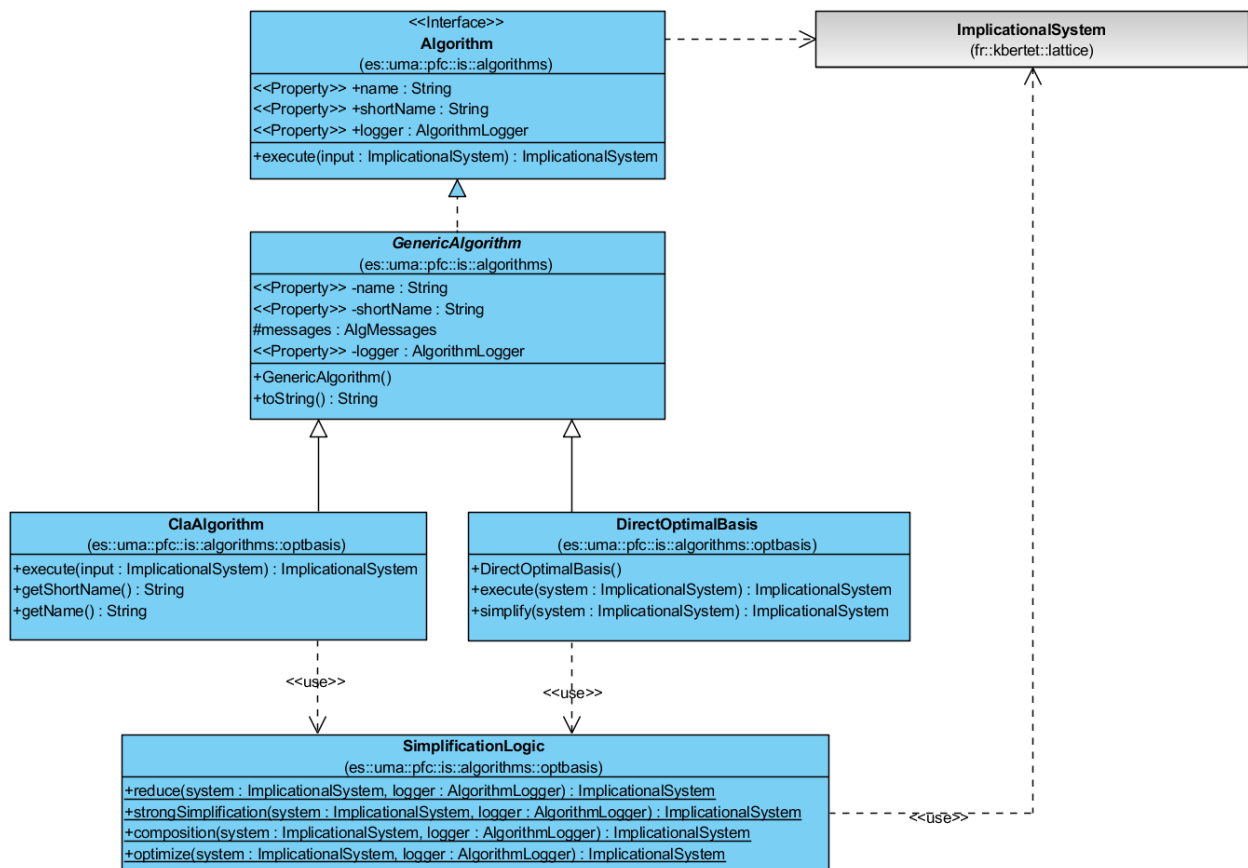 <<Interface>>
Algorithm
(es::uma::pfc::is::algorithms)
<<Property>> +name : String
<<Property>> +shortName : String
<<Property>> +logger : AlgorithmLogger
+execute(input : ImplicationalSystem) : ImplicationalSystem
ImplicationalSystem
(fr::kbertet::lattice)
GenericAlgorithm
(es::uma::pfc::is::algorithms)
<<Property>> -name : String
<<Property>> -shortName : String
#messages : AlgMessages
<<Property>> -logger : AlgorithmLogger
+GenericAlgorithm()
+toString() : String
ClaAlgorithm
(es::uma::pfc::is::algorithms::optbasis)
+execute(input : ImplicationalSystem) : ImplicationalSystem
+getShortName() : String
+getName() : String
DirectOptimalBasis
(es::uma::pfc::is::algorithms::optbasis)
+DirectOptimalBasis()
+execute(system : ImplicationalSystem) : ImplicationalSystem
+simplify(system : ImplicationalSystem) : ImplicationalSystem
<<use>>
<<use>>
SimplificationLogic
(es::uma::pfc::is::algorithms::optbasis)
+reduce(system : ImplicationalSystem, logger : AlgorithmLogger) : ImplicationalSystem
+strongSimplification(system : ImplicationalSystem, logger : AlgorithmLogger) : ImplicationalSystem
+composition(system : ImplicationalSystem, logger : AlgorithmLogger) : ImplicationalSystem
+optimize(system : ImplicationalSystem, logger : AlgorithmLogger) : ImplicationalSystem
<<use>>